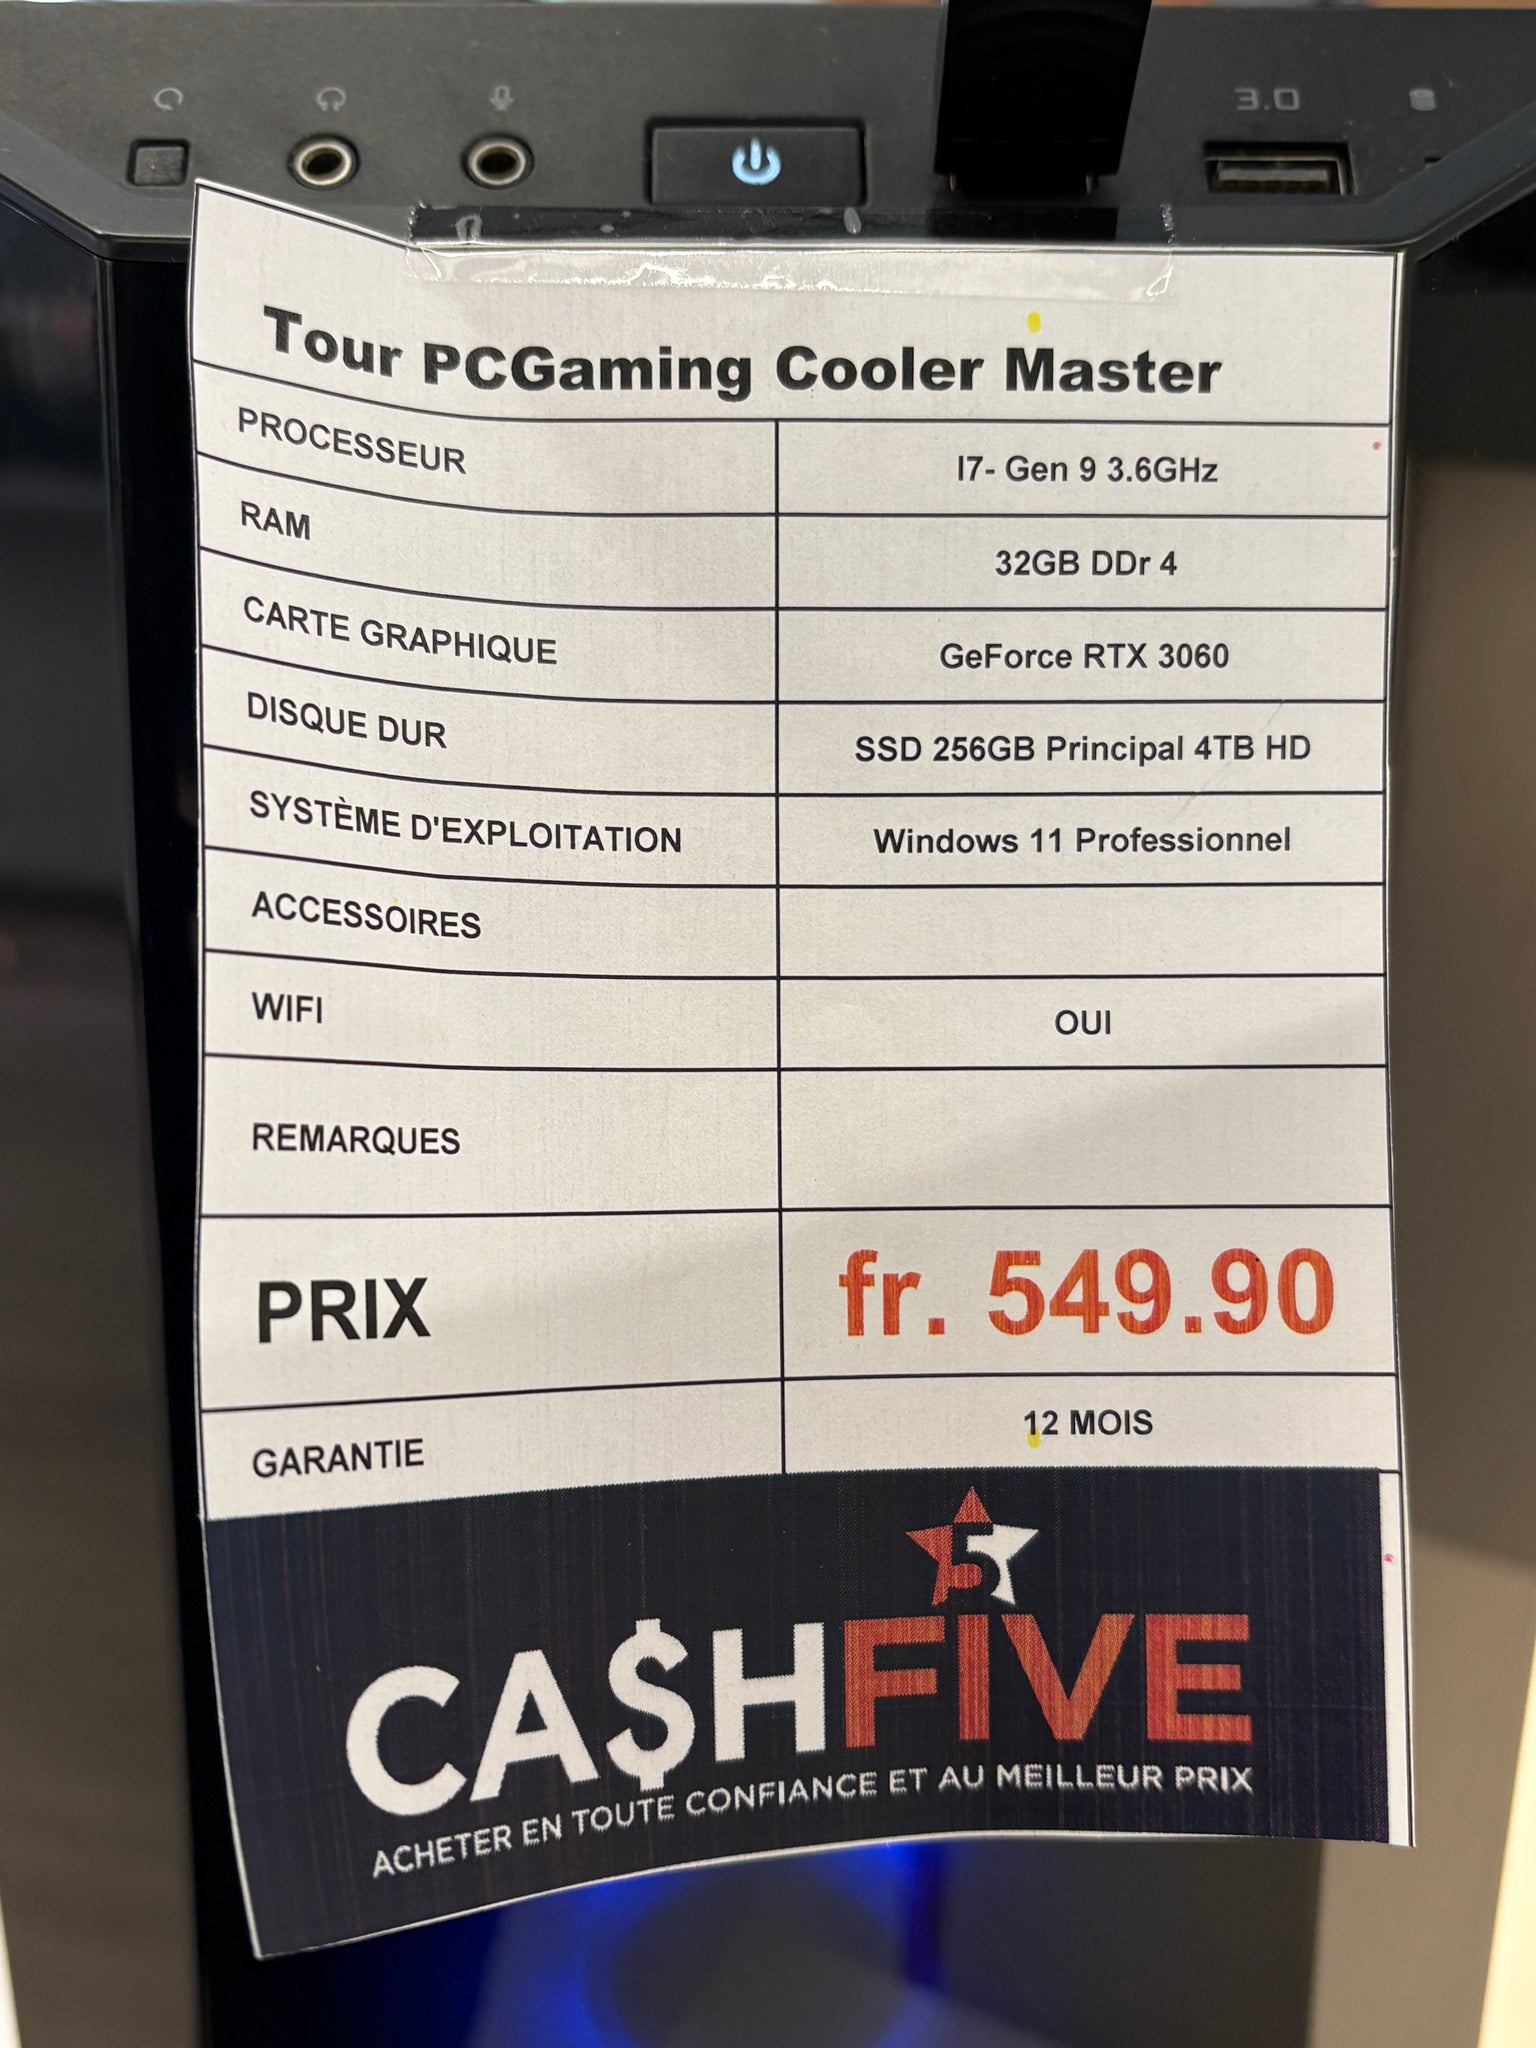 3.0
Tour PCGaming Cooler Master
PROCESSEUR I7- Gen 9 3.6GHz
RAM 32GB DDr 4
CARTE GRAPHIQUE GeForce RTX 3060
DISQUE DUR SSD 256GB Principal 4TB HD
SYSTÈME D'EXPLOITATION Windows 11 Professionnel
ACCESSOIRES
WIFI OUI
REMARQUES
PRIX fr. 549.90
GARANTIE 12 MOIS
5
CA$HFIVE
ACHETER EN TOUTE CONFIANCE ET AU MEILLEUR PRIX